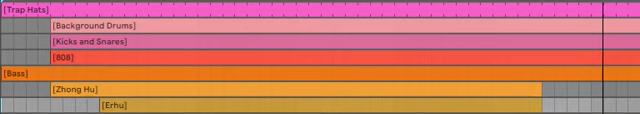 [Trap Hats]
[Background Drums]
[Kicks and Snares]
[808]
[Bass]
[Zhong Hu]
[Erhu]